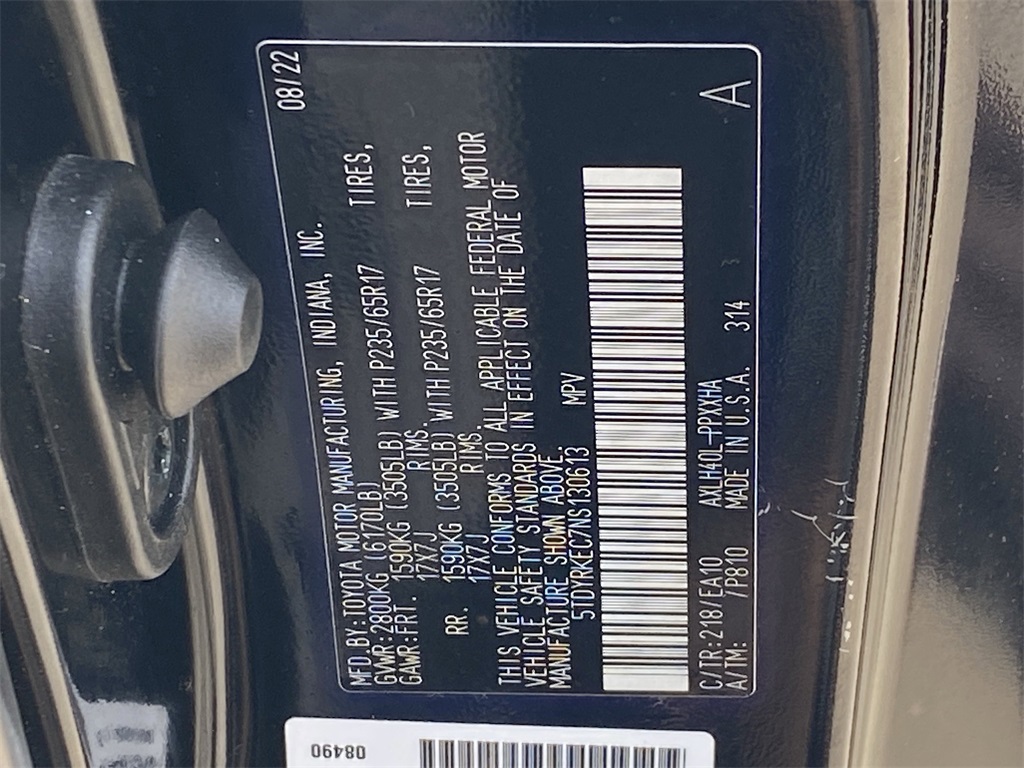 MFD.BY:TOYOTA MOTOR MANUFACTURING, INDIANA, INC. 08/22
GVWR:2800KG (6170LB)
GAWR:FRT. 1590KG (3505LB) WITH P235/65R17 TIRES,
17X7J RIMS.
RR. 1590KG (3505LB) WITH P235/65R17 TIRES,
17X7J RIMS.
THIS VEHICLE CONFORMS TO ALL APPLICABLE FEDERAL MOTOR
VEHICLE SAFETY STANDARDS IN EFFECT ON THE DATE OF
MANUFACTURE SHOWN ABOVE.
5TDYRKEC7NS130613 MPV
C/TR:218/EA10 AXLH40L-PPXXHA
A/TM: /P810 MADE IN U.S.A. 314 A
08490